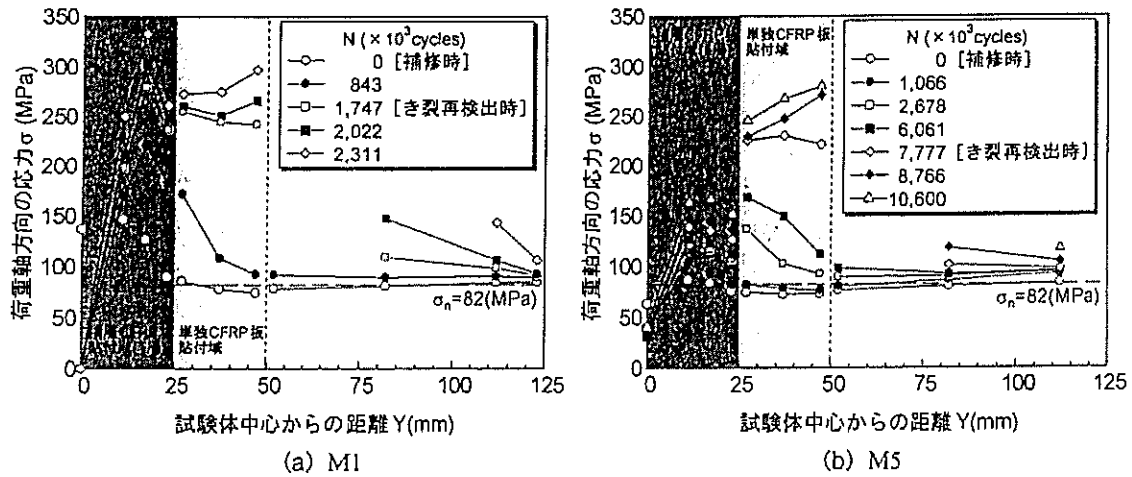 350
300
250
200
150
100
50
0
荷重軸方向の応力σ (MPa)
N (×10³cycles)
0 [補修時]
843
1,747 [き裂再検出時]
2,022
2,311
σn=82(MPa)
単独CFRP板
貼付域
0
25
50
75
100
125
試験体中心からの距離Y(mm)
(a) M1
350
300
250
200
150
100
50
0
荷重軸方向の応力σ (MPa)
単独CFRP板
貼付域
N (×10³cycles)
0 [補修時]
1,066
2,678
6,061
7,777 [き裂再検出時]
8,766
10,600
σn=82(MPa)
0
25
50
75
100
125
試験体中心からの距離Y(mm)
(b) M5